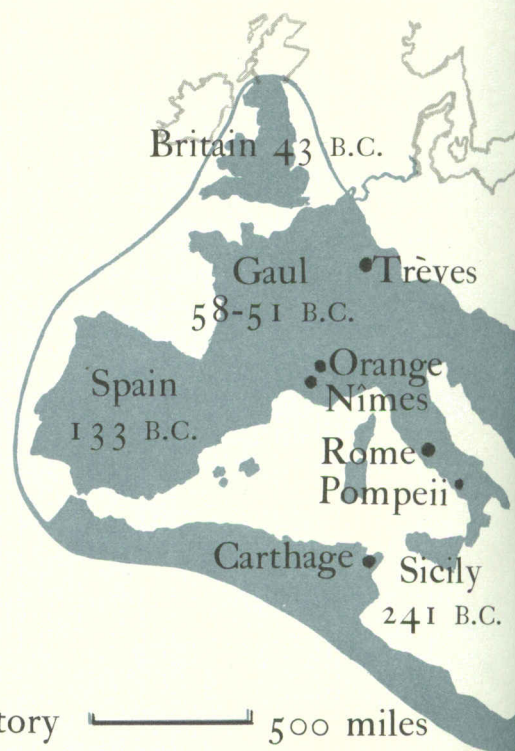 Britain 43 B.C.
Gaul
58-51 B.C.
Trèves
Spain
133 B.C.
Orange
Nîmes
Rome
Pompeii
Carthage
Sicily
241 B.C.
tory
500 miles